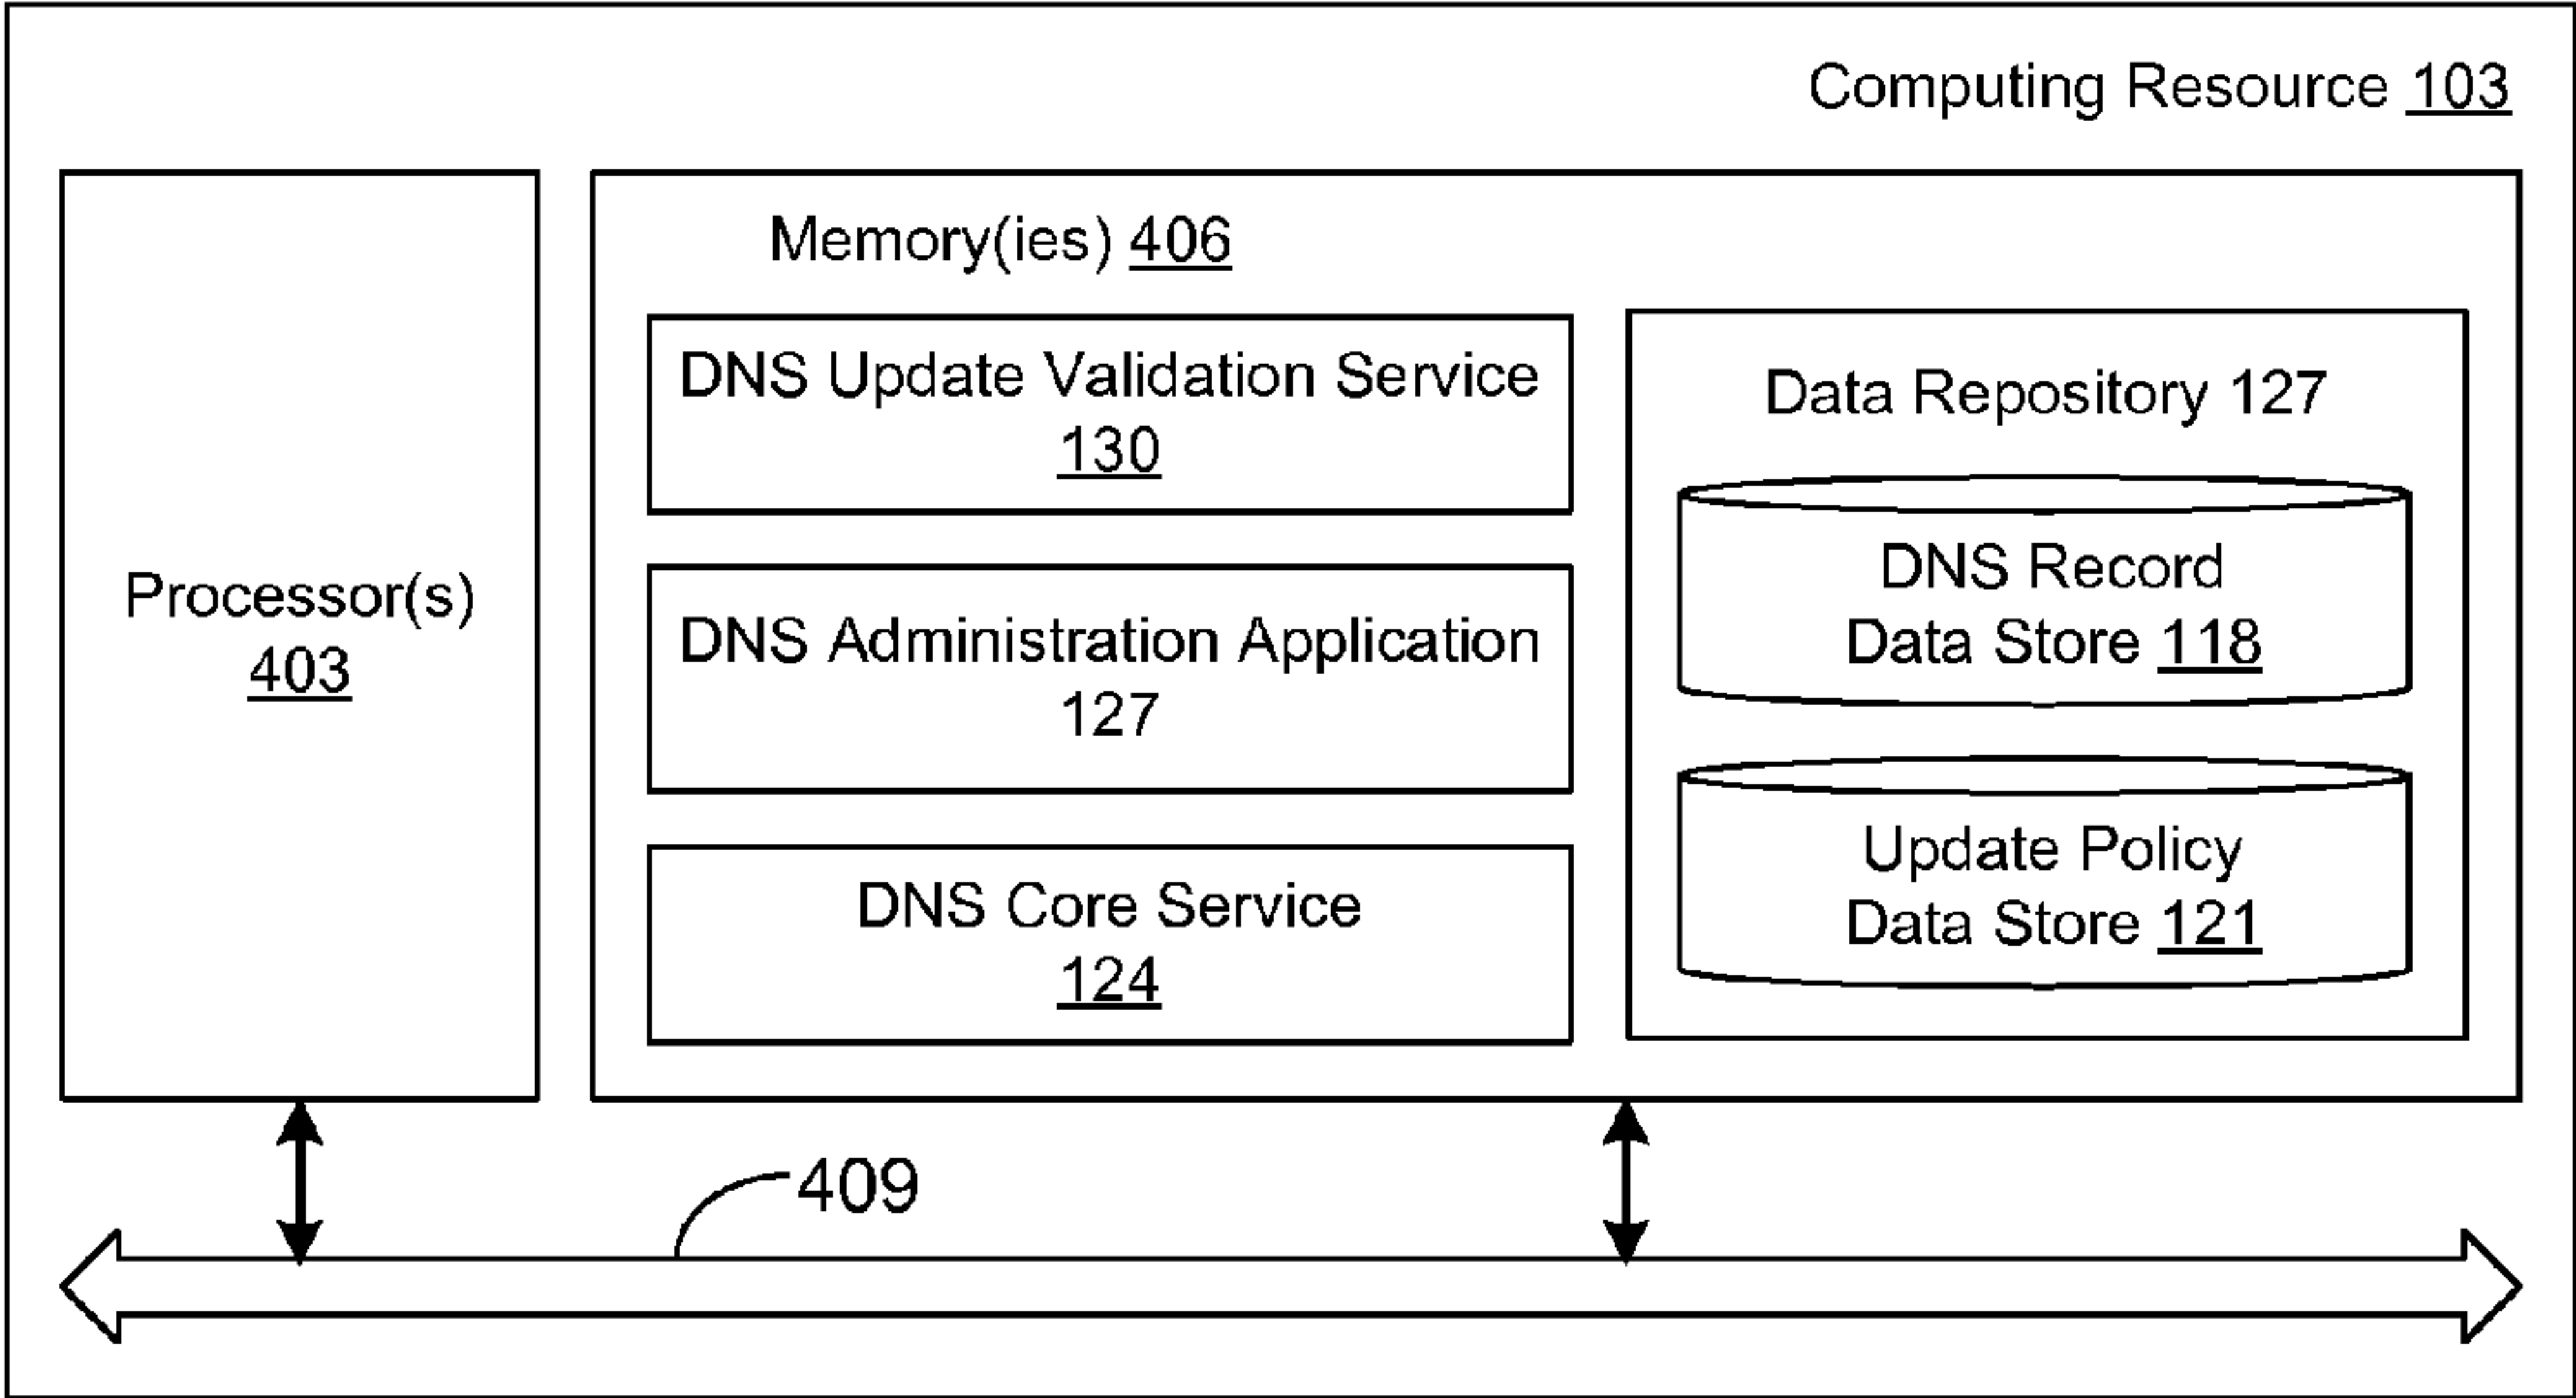 Computing Resource 103
Processor(s)
403
Memory(ies) 406
DNS Update Validation Service
130
DNS Administration Application
127
DNS Core Service
124
Data Repository 127
DNS Record
Data Store 118
Update Policy
Data Store 121
409